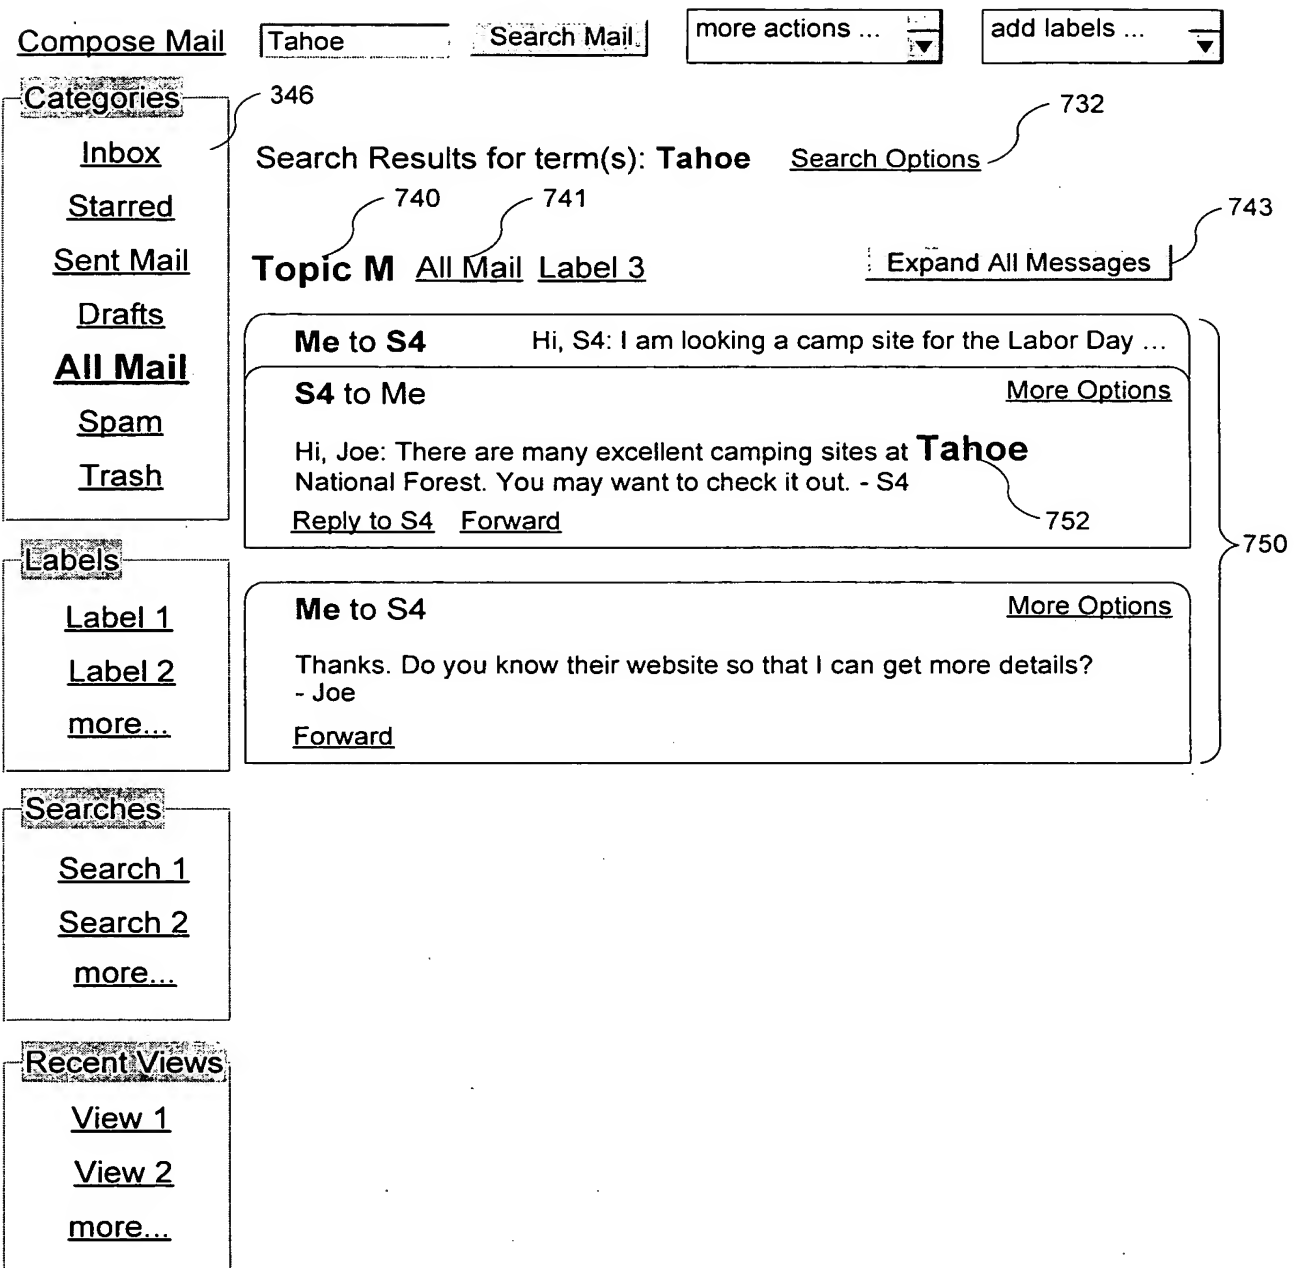 Compose Mail Tahoe Search Mail more actions ... add labels ...
Categories
346
Inbox
Starred
Sent Mail
Drafts
All Mail
Spam
Trash
Search Results for term(s): Tahoe Search Options
732
740 741
743
Topic M All Mail Label 3 Expand All Messages
Me to S4 Hi, S4: I am looking a camp site for the Labor Day ...
S4 to Me More Options
Hi, Joe: There are many excellent camping sites at Tahoe
National Forest. You may want to check it out. - S4
Reply to S4 Forward
752
750
Me to S4 More Options
Thanks. Do you know their website so that I can get more details?
- Joe
Forward
Labels
Label 1
Label 2
more...
Searches
Search 1
Search 2
more...
Recent Views
View 1
View 2
more...